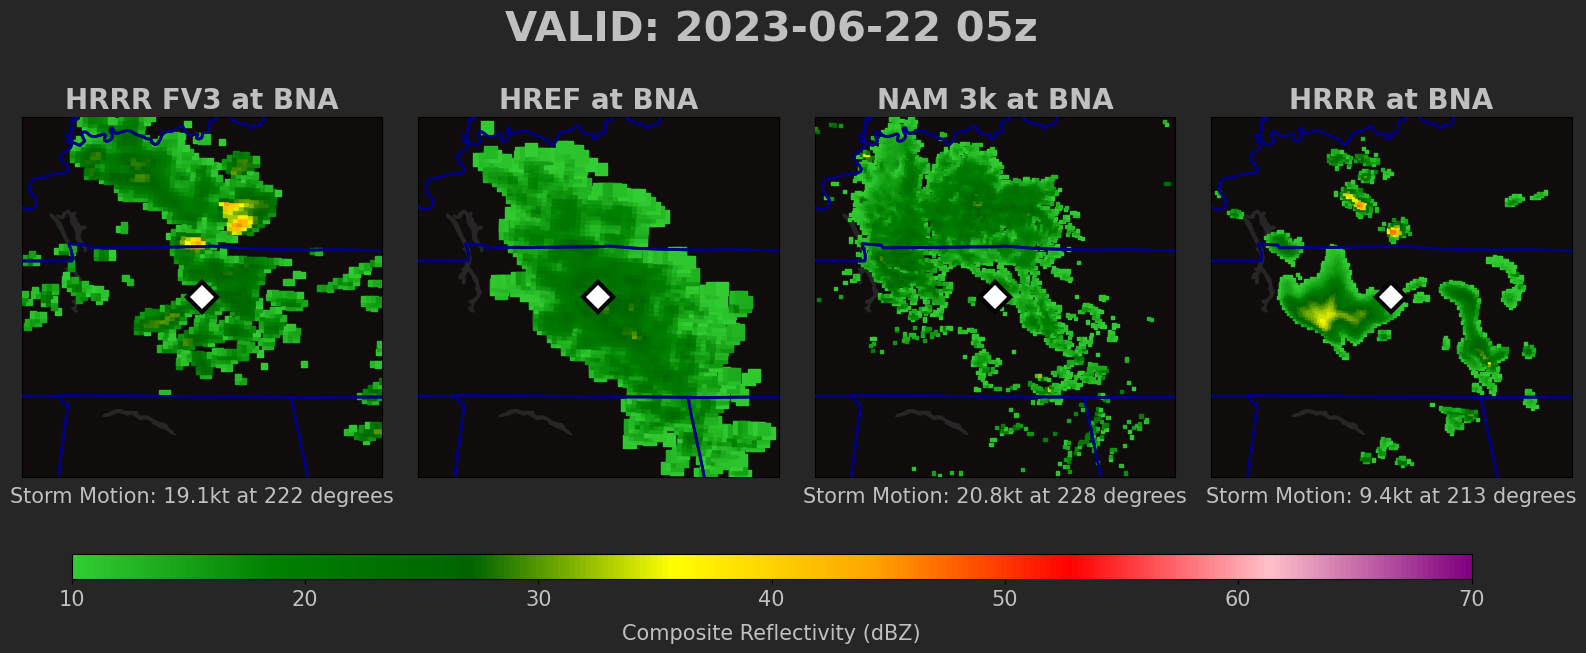 VALID: 2023-06-22 05z
HRRR FV3 at BNA
HREF at BNA
NAM 3k at BNA
HRRR at BNA
Storm Motion: 19.1kt at 222 degrees
Storm Motion: 20.8kt at 228 degrees
Storm Motion: 9.4kt at 213 degrees
10 20 30 40 50 60 70
Composite Reflectivity (dBZ)